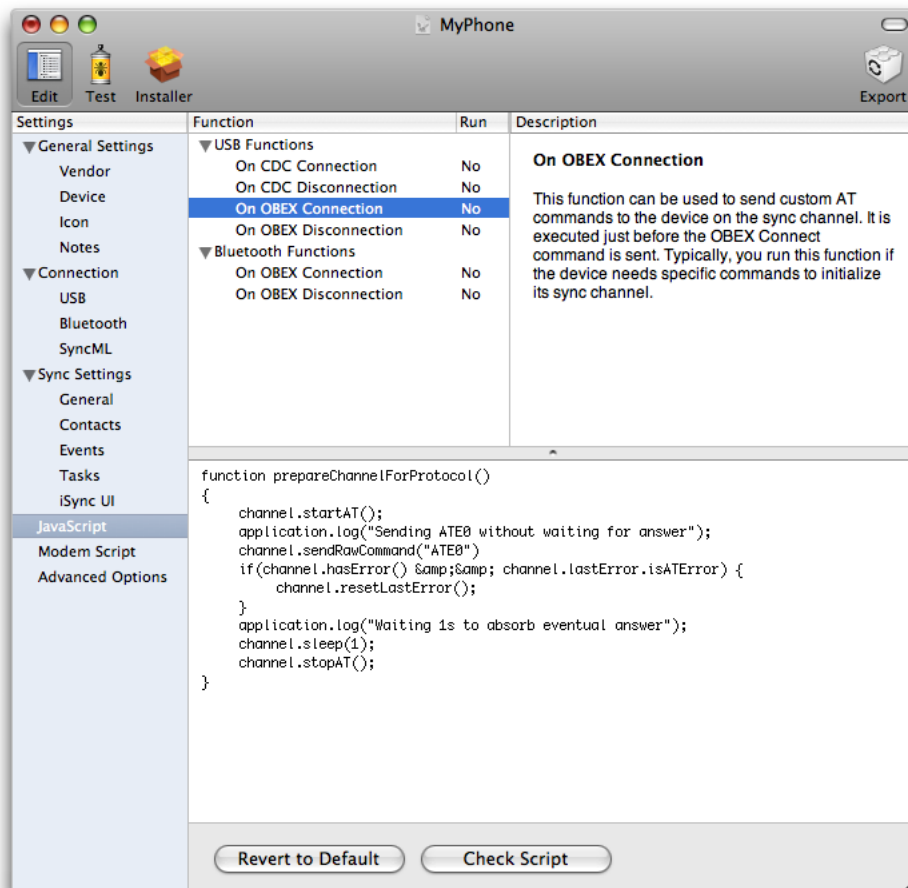 MyPhone
Edit
Test
Installer
Export
Settings
General Settings
Vendor
Device
Icon
Notes
Connection
USB
Bluetooth
SyncML
Sync Settings
General
Contacts
Events
Tasks
iSync UI
JavaScript
Modem Script
Advanced Options
Function Run
USB Functions
On CDC Connection No
On CDC Disconnection No
On OBEX Connection No
On OBEX Disconnection No
Bluetooth Functions
On OBEX Connection No
On OBEX Disconnection No
Description
On OBEX Connection
This function can be used to send custom AT
commands to the device on the sync channel. It is
executed just before the OBEX Connect
command is sent. Typically, you run this function if
the device needs specific commands to initialize
its sync channel.
function prepareChannelForProtocol()
{
channel.startAT();
application.log("Sending ATE0 without waiting for answer");
channel.sendRawCommand("ATE0")
if(channel.hasError() &amp;&amp; channel.lastError.isATError) {
channel.resetLastError();
}
application.log("Waiting 1s to absorb eventual answer");
channel.sleep(1);
channel.stopAT();
}
Revert to Default
Check Script